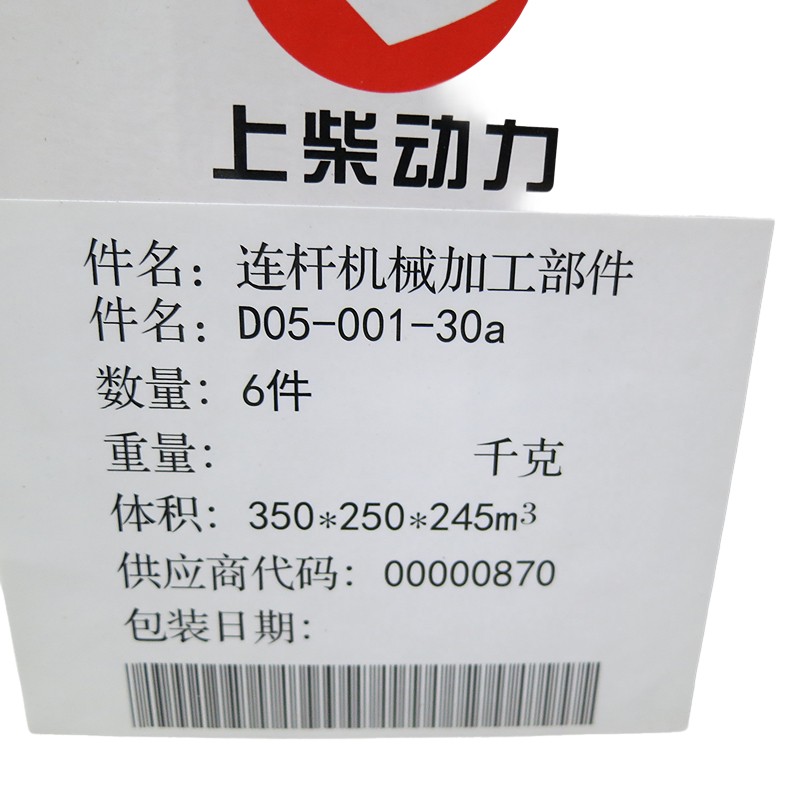 上柴动力
件名：连杆机械加工部件
件名：D05-001-30a
数量：6件
重量： 千克
体积：350*250*245m³
供应商代码：00000870
包装日期：